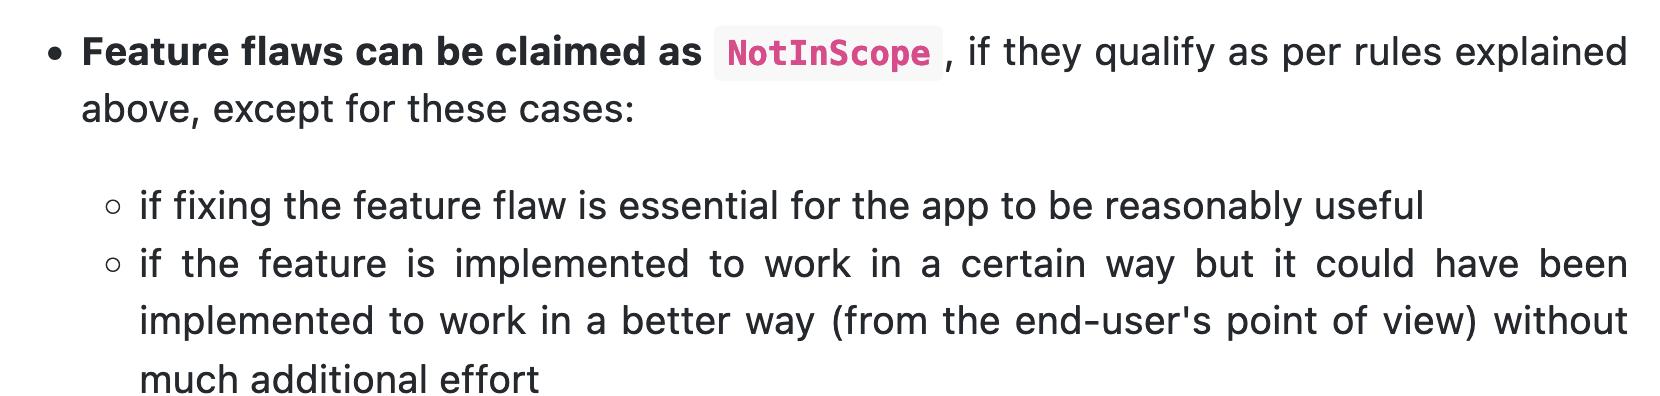 • Feature flaws can be claimed as NotInScope, if they qualify as per rules explained
above, except for these cases:
○ if fixing the feature flaw is essential for the app to be reasonably useful
○ if the feature is implemented to work in a certain way but it could have been
implemented to work in a better way (from the end-user's point of view) without
much additional effort